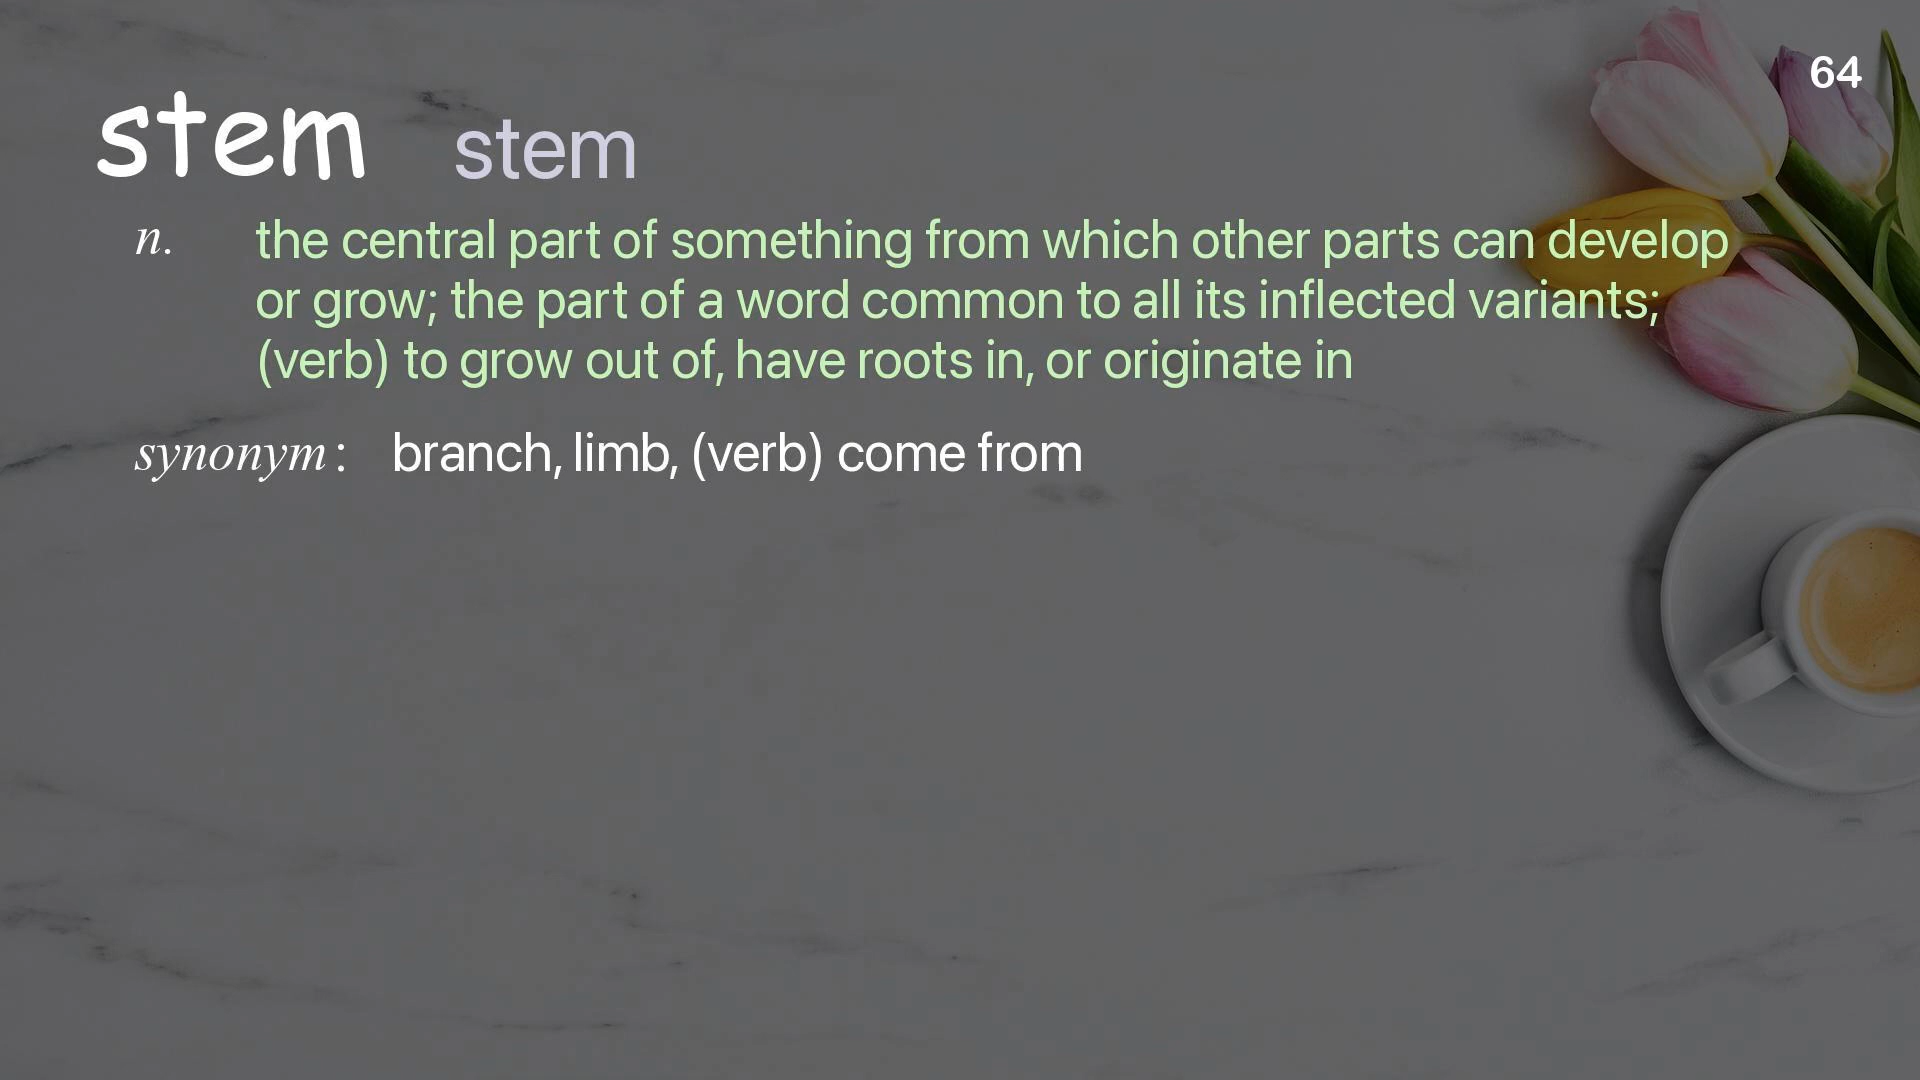 64
stem stem
n. the central part of something from which other parts can develop
or grow; the part of a word common to all its inflected variants;
(verb) to grow out of, have roots in, or originate in
synonym : branch, limb, (verb) come from